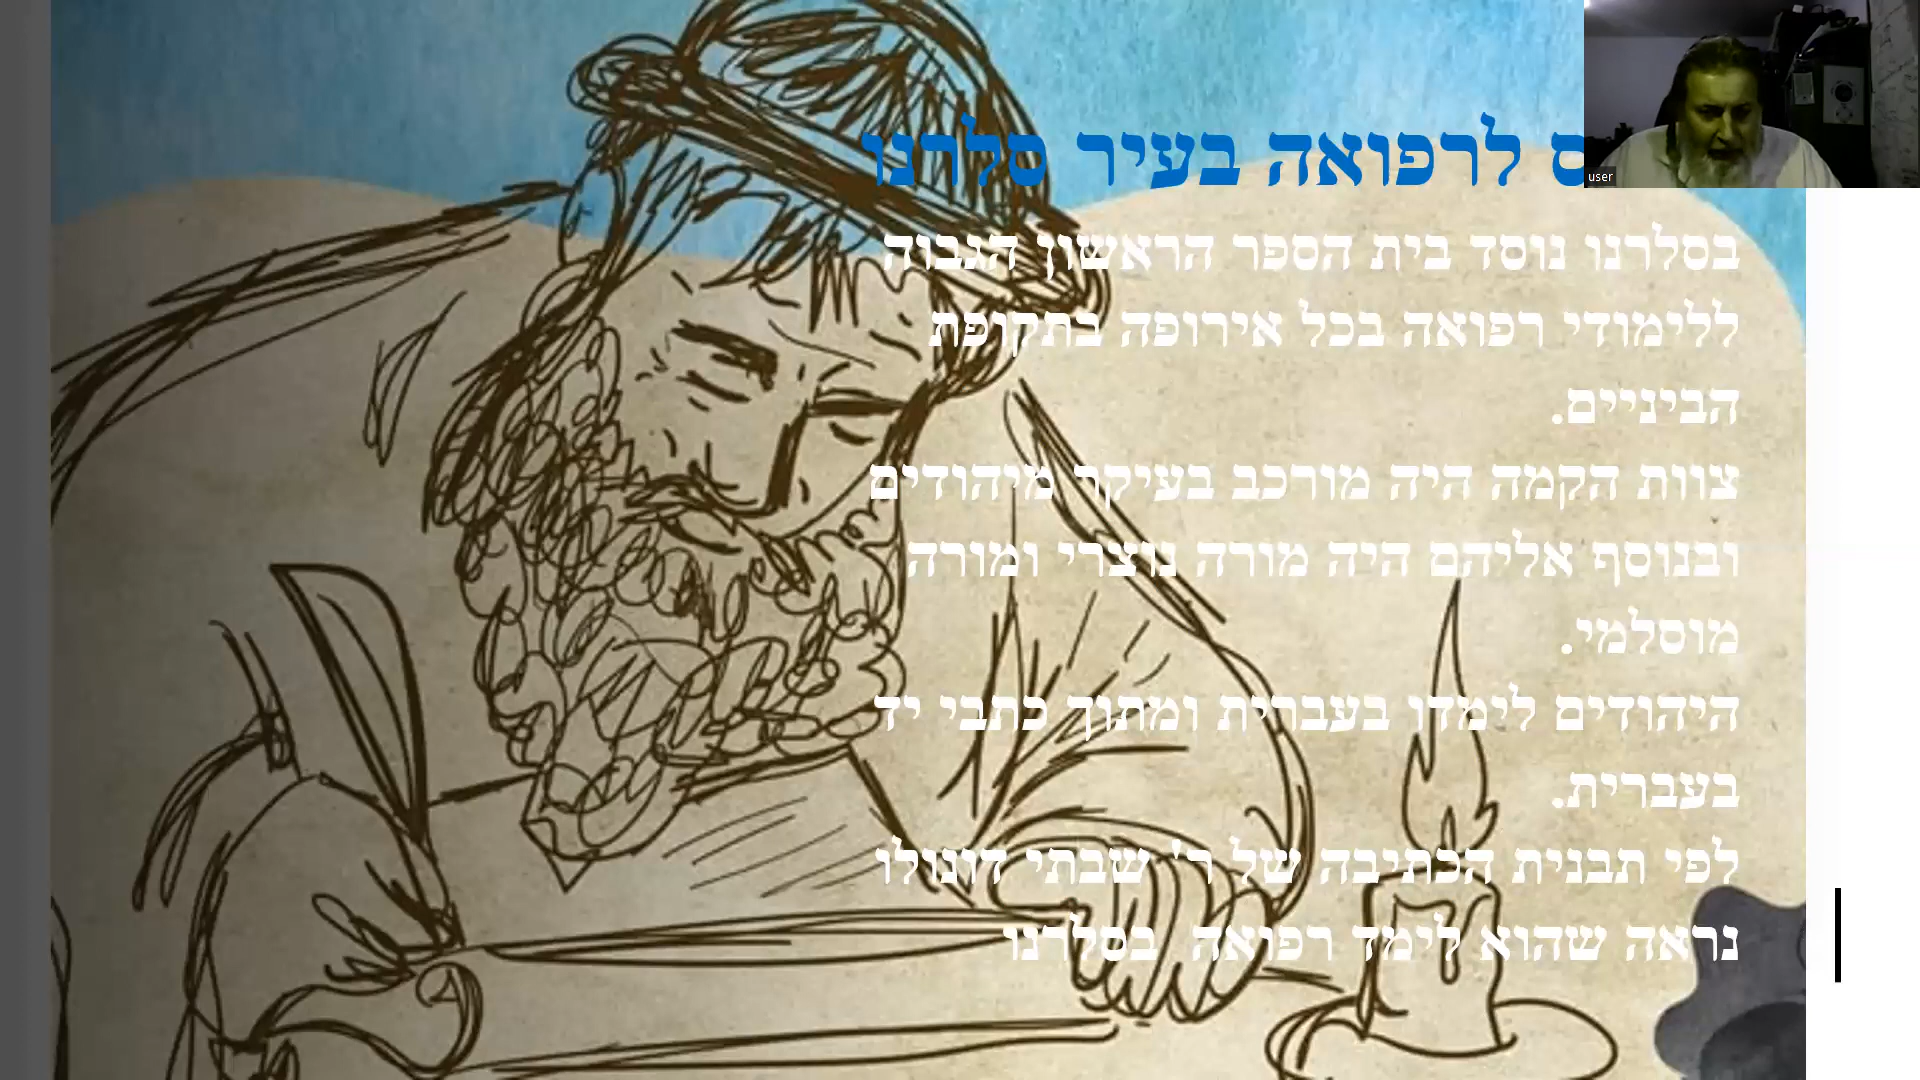 לרפואה בעיר סלרנו
user
בסלרנו נוסד בית הספר הראשון הגבוה
ללימודי רפואה בכל אירופה בתקופת
הביניים.
צוות הקמה היה מורכב בעיקר מיהודים
ובנוסף אליהם היה מורה נוצרי ומורה
מוסלמי.
היהודים לימדו בעברית ומתוך כתבי יד
בעברית.
לפי תבנית הכתיבה של ר' שבתי דונולו
נראה שהוא לימד רפואה בסלרנו